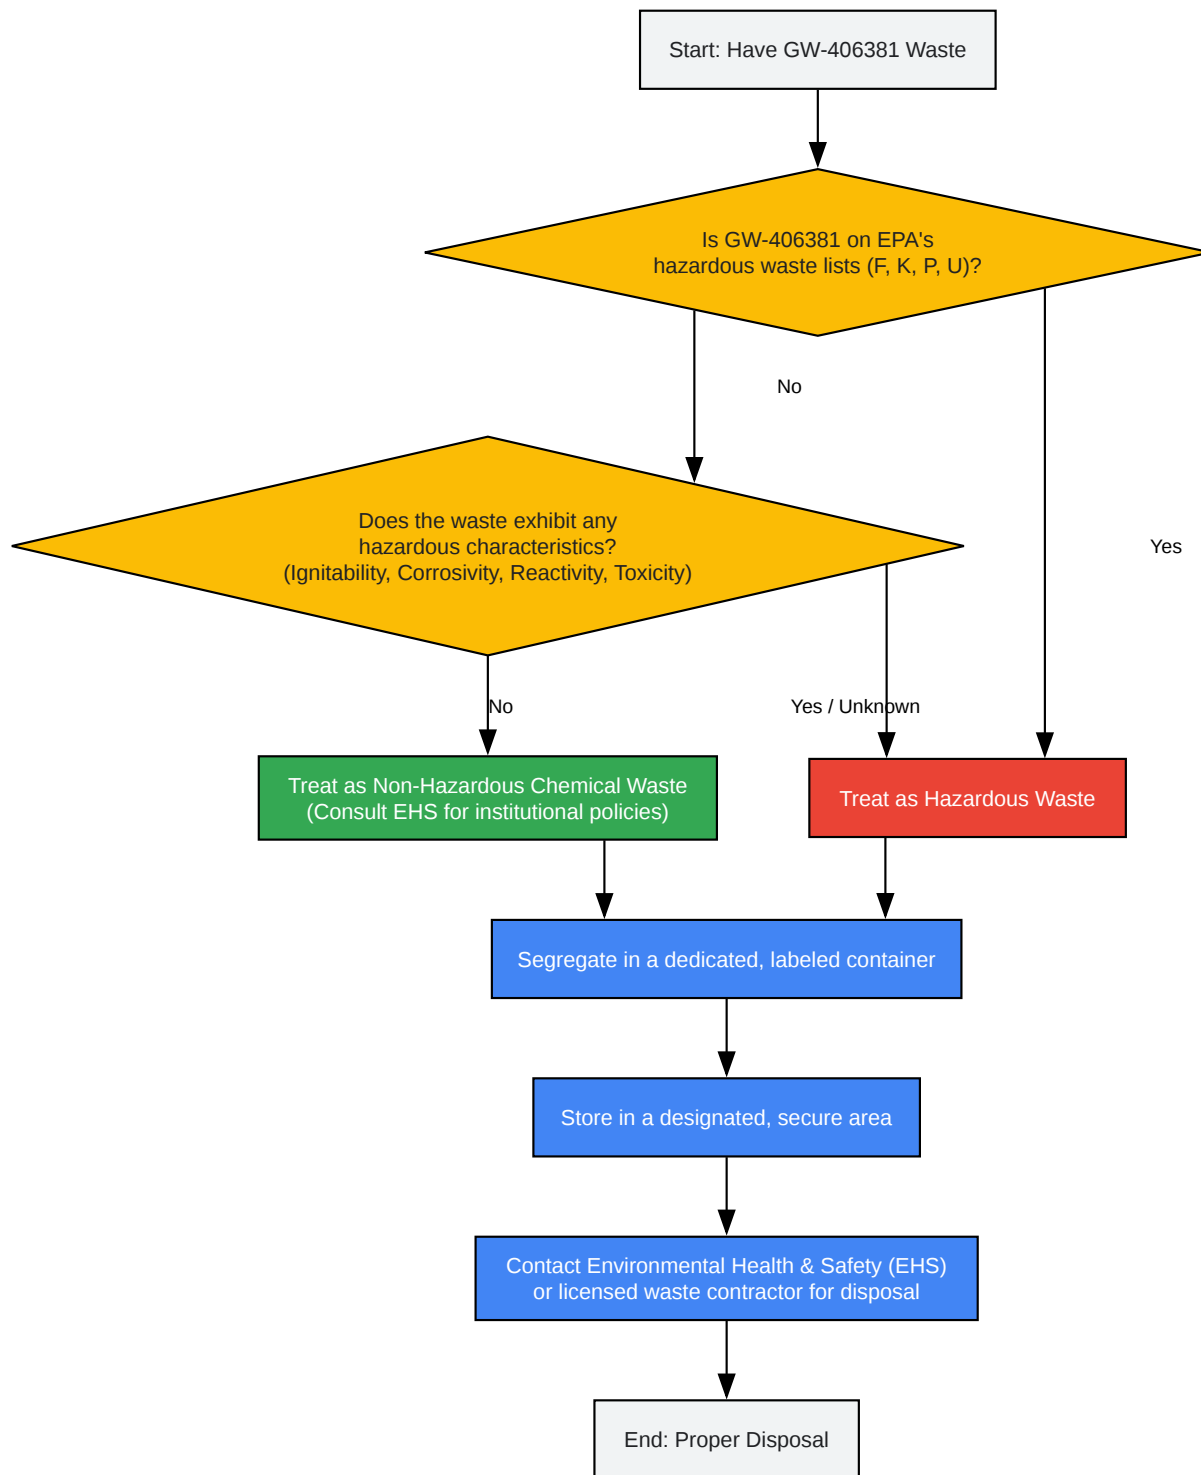 Start: Have GW-406381 Waste
Is GW-406381 on EPA's
hazardous waste lists (F, K, P, U)?
No
Does the waste exhibit any
hazardous characteristics?
(Ignitability, Corrosivity, Reactivity, Toxicity)
Yes
No
Yes / Unknown
Treat as Non-Hazardous Chemical Waste
(Consult EHS for institutional policies)
Treat as Hazardous Waste
Segregate in a dedicated, labeled container
Store in a designated, secure area
Contact Environmental Health & Safety (EHS)
or licensed waste contractor for disposal
End: Proper Disposal